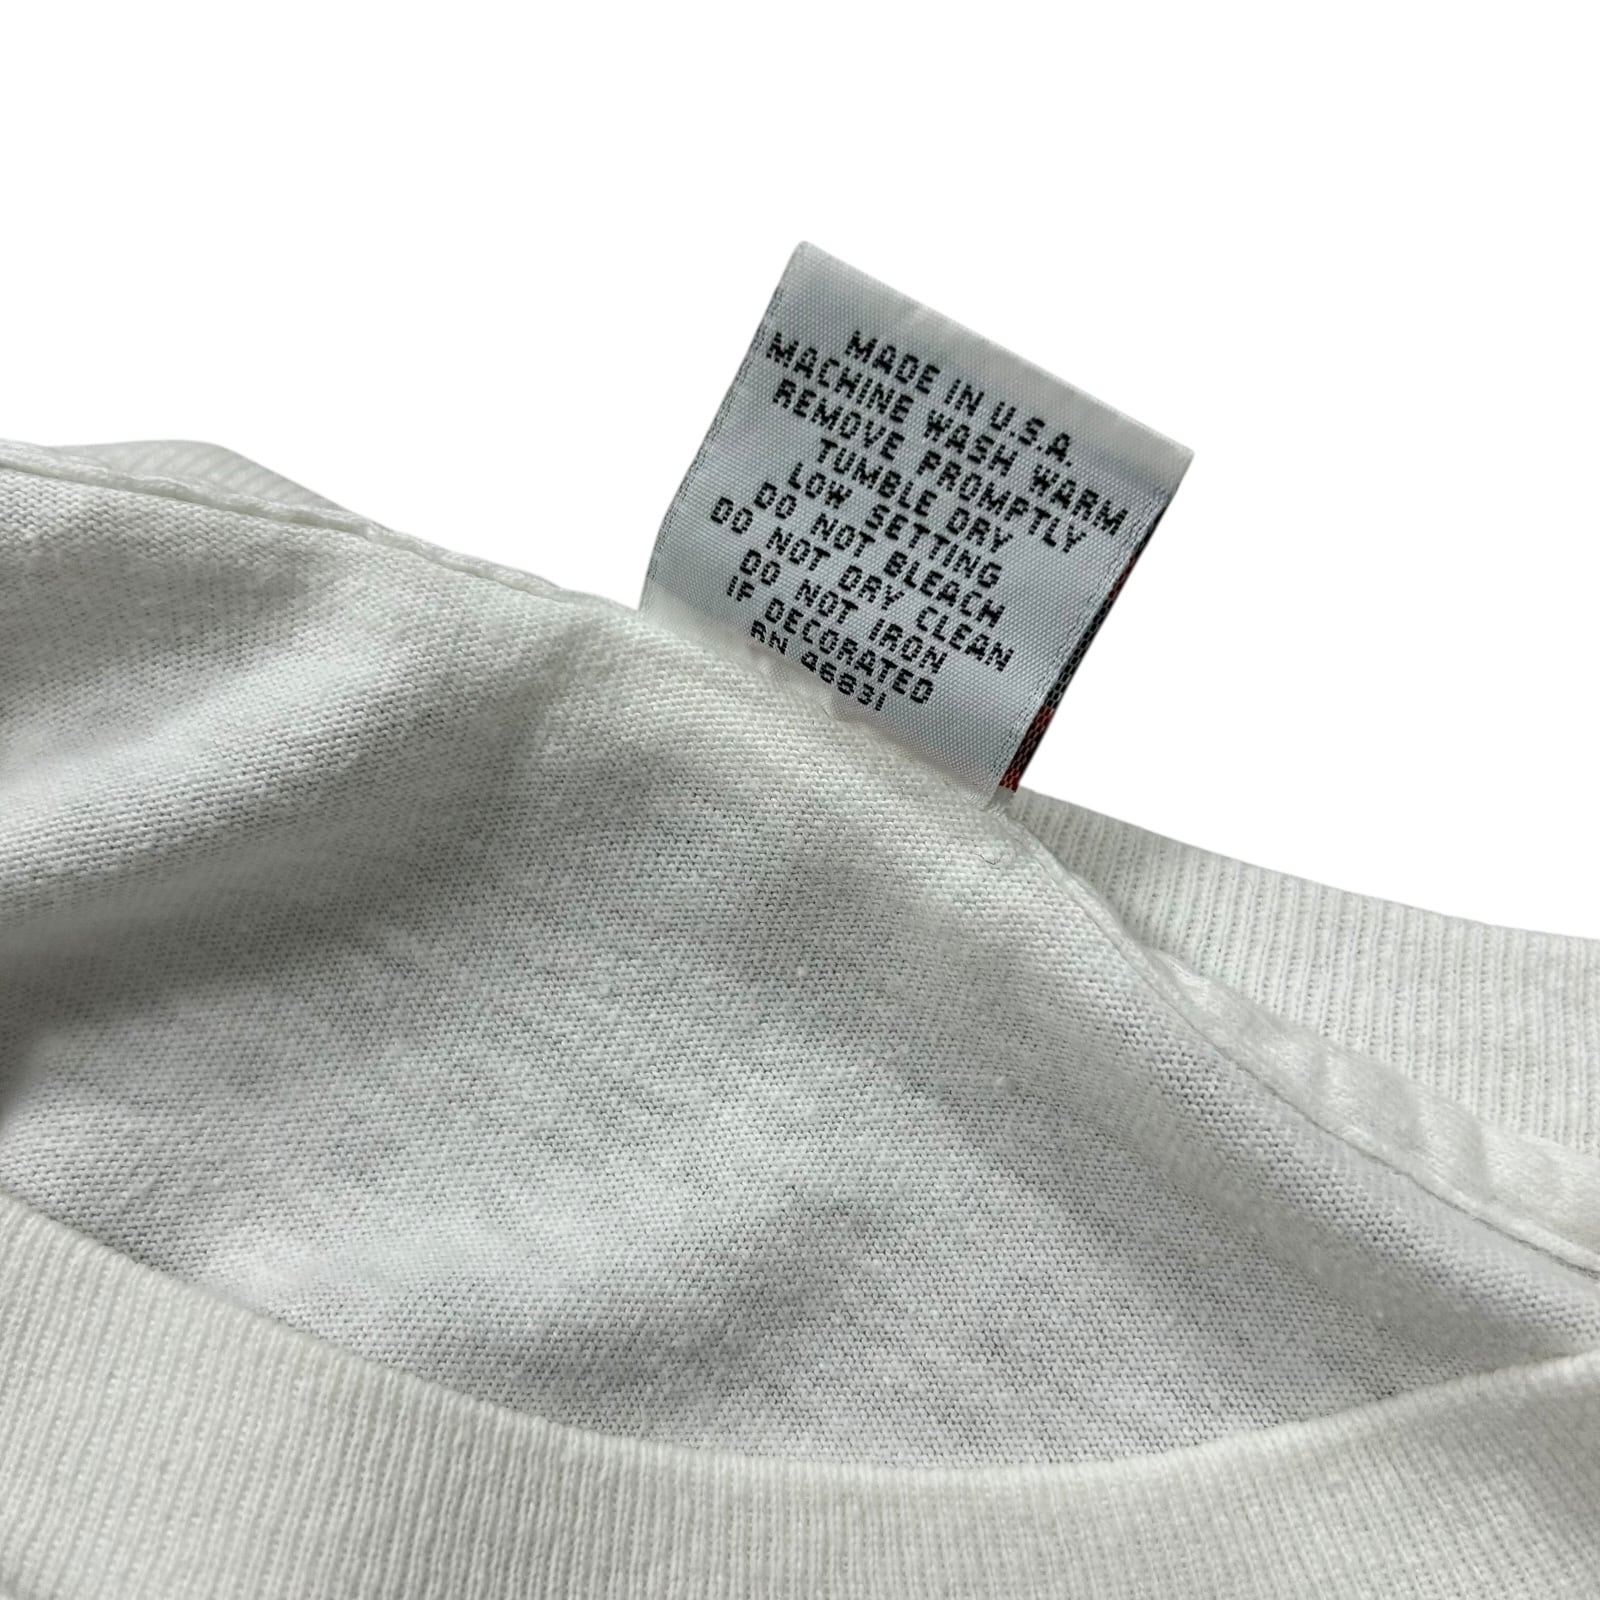 MADE IN U.S.A.
MACHINE WASH WARM
REMOVE PROMPTLY
TUMBLE DRY
LOW SETTING
DO NOT BLEACH
DO NOT DRY CLEAN
DO NOT IRON
IF DECORATED
RN 46831